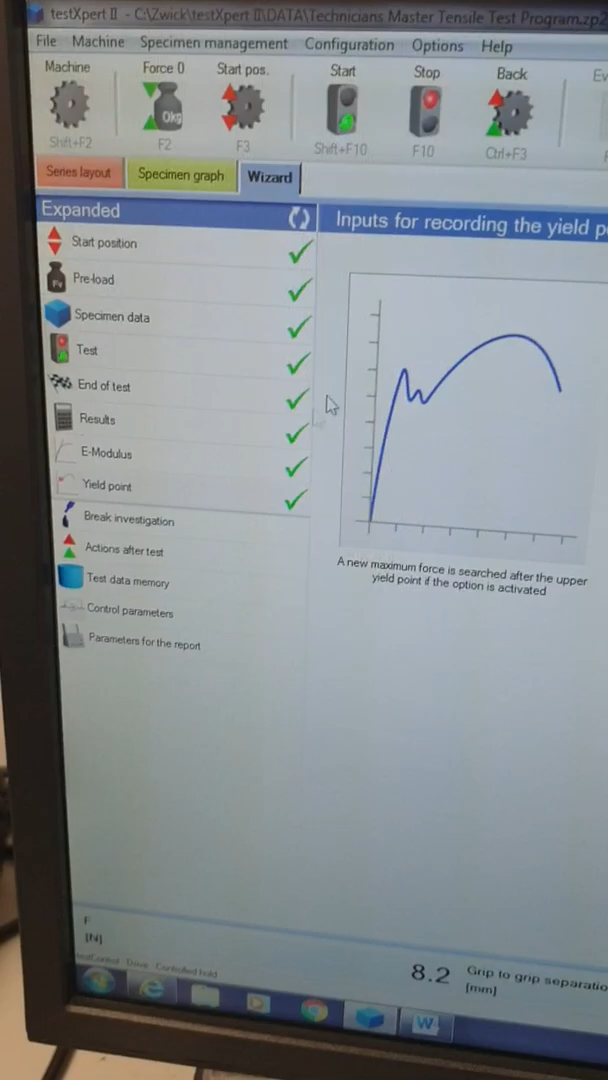 testXpert II - C:\Zwick\testXpert II\DATA\Technicians Master Tensile Test Program.zp2
File Machine Specimen management Configuration Options Help
Machine Force 0 Start pos. Start Stop Back Ev
0kg
Shift+F2 F2 F3 Shift+F10 F10 Ctrl+F3
Series layout Specimen graph Wizard
Expanded
Inputs for recording the yield p
Start position
Pre-load
Specimen data
Test
End of test
Results
E-Modulus
Yield point
Break investigation
Actions after test
Test data memory
Control parameters
Parameters for the report
A new maximum force is searched after the upper
yield point if the option is activated
F
[N]
testControl : Drive : Controlled hold
8.2 Grip to grip separatio
[mm]